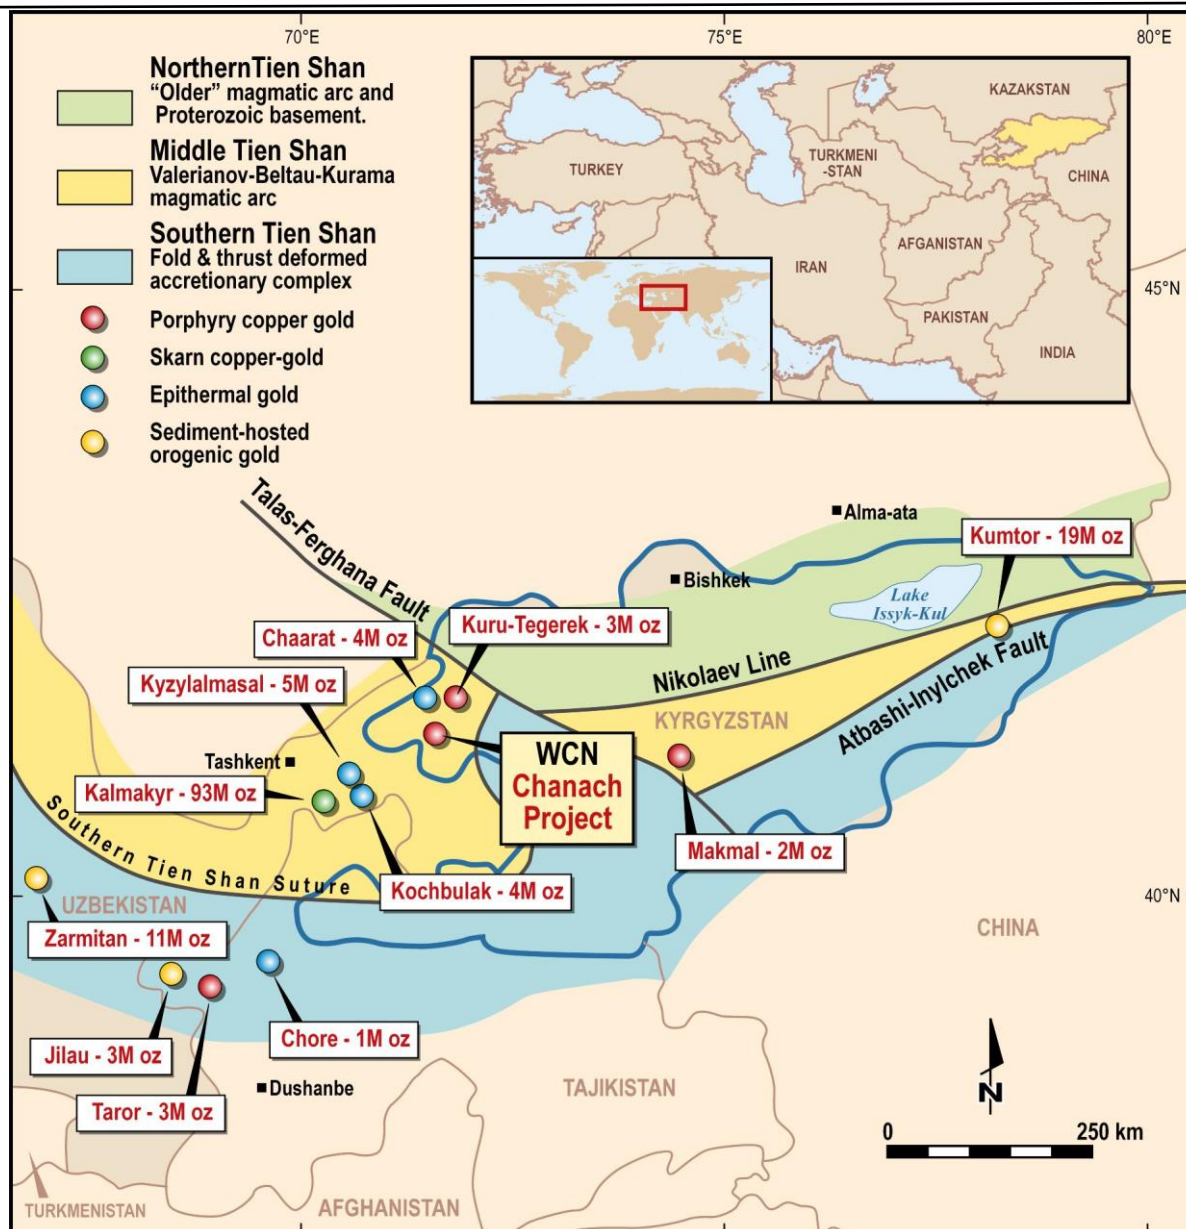 70°E
75°E
80°E
NorthernTien Shan
“Older” magmatic arc and
Proterozoic basement.
Middle Tien Shan
Valerianov-Beltau-Kurama
magmatic arc
Southern Tien Shan
Fold & thrust deformed
accretionary complex
Porphyry copper gold
Skarn copper-gold
Epithermal gold
Sediment-hosted
orogenic gold
KAZAKSTAN
TURKEY
TURKMENI
-STAN
CHINA
AFGANISTAN
IRAN
PAKISTAN
INDIA
45°N
Talas-Ferghana Fault
Alma-ata
Kumtor - 19M oz
Bishkek
Lake
Issyk-Kul
Chaarat - 4M oz
Kuru-Tegerek - 3M oz
Nikolaev Line
Kyzylalmasal - 5M oz
KYRGYZSTAN
Atbashi-Inylchek Fault
Tashkent
WCN
Chanach
Project
Kalmakyr - 93M oz
Makmal - 2M oz
Southern Tien Shan Suture
Kochbulak - 4M oz
40°N
UZBEKISTAN
CHINA
Zarmitan - 11M oz
Chore - 1M oz
Jilau - 3M oz
Dushanbe
TAJIKISTAN
Taror - 3M oz
N
0
250 km
TURKMENISTAN
AFGHANISTAN